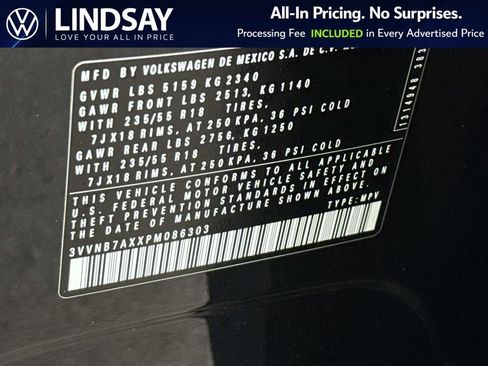 LINDSAY
LOVE YOUR ALL IN PRICE
All-In Pricing. No Surprises.
Processing Fee INCLUDED in Every Advertised Price
MFD BY VOLKSWAGEN DE MEXICO S.A. DE C.V.
GVWR LBS 5159 KG 2340
GAWR FRONT LBS 2513, KG 1140
WITH 235/55 R18 TIRES,
7JX18 RIMS, AT 250 KPA, 36 PSI COLD
GAWR REAR LBS 2756, KG 1250
WITH 235/55 R18 TIRES,
7JX18 RIMS, AT 250 KPA, 36 PSI COLD
THIS VEHICLE CONFORMS TO ALL APPLICABLE
U.S. FEDERAL MOTOR VEHICLE SAFETY AND
THEFT PREVENTION STANDARDS IN EFFECT ON
THE DATE OF MANUFACTURE SHOWN ABOVE.
3VVNB7AXXPM086303 TYPE: MPV
1314948 383